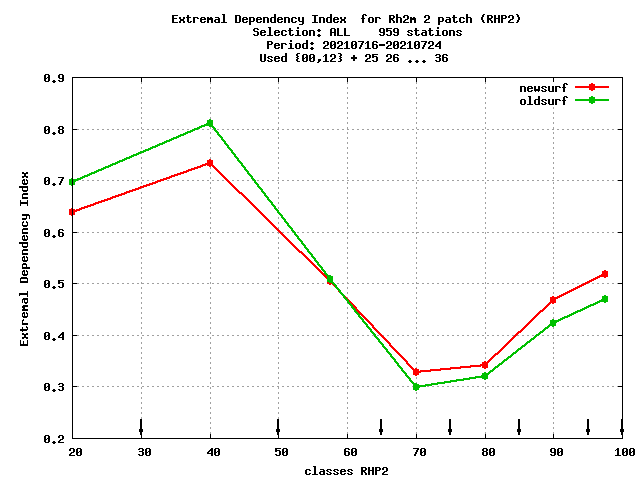 Extremal Dependency Index  for Rh2m 2 patch (RHP2)
Selection: ALL    959 stations
Period: 20210716-20210724
Used {00,12} + 25 26 ... 36
newsurf
oldsurf
Extremal Dependency Index
0.9
0.8
0.7
0.6
0.5
0.4
0.3
0.2
20 30 40 50 60 70 80 90 100
classes RHP2